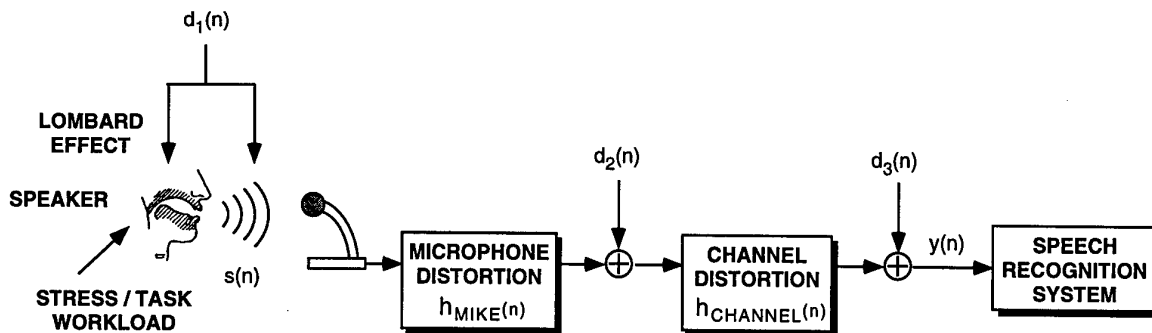 d₁(n)
LOMBARD
EFFECT
SPEAKER
s(n)
STRESS / TASK
WORKLOAD
MICROPHONE
DISTORTION
hMIKE(n)
d₂(n)
CHANNEL
DISTORTION
hCHANNEL(n)
d₃(n)
y(n)
SPEECH
RECOGNITION
SYSTEM